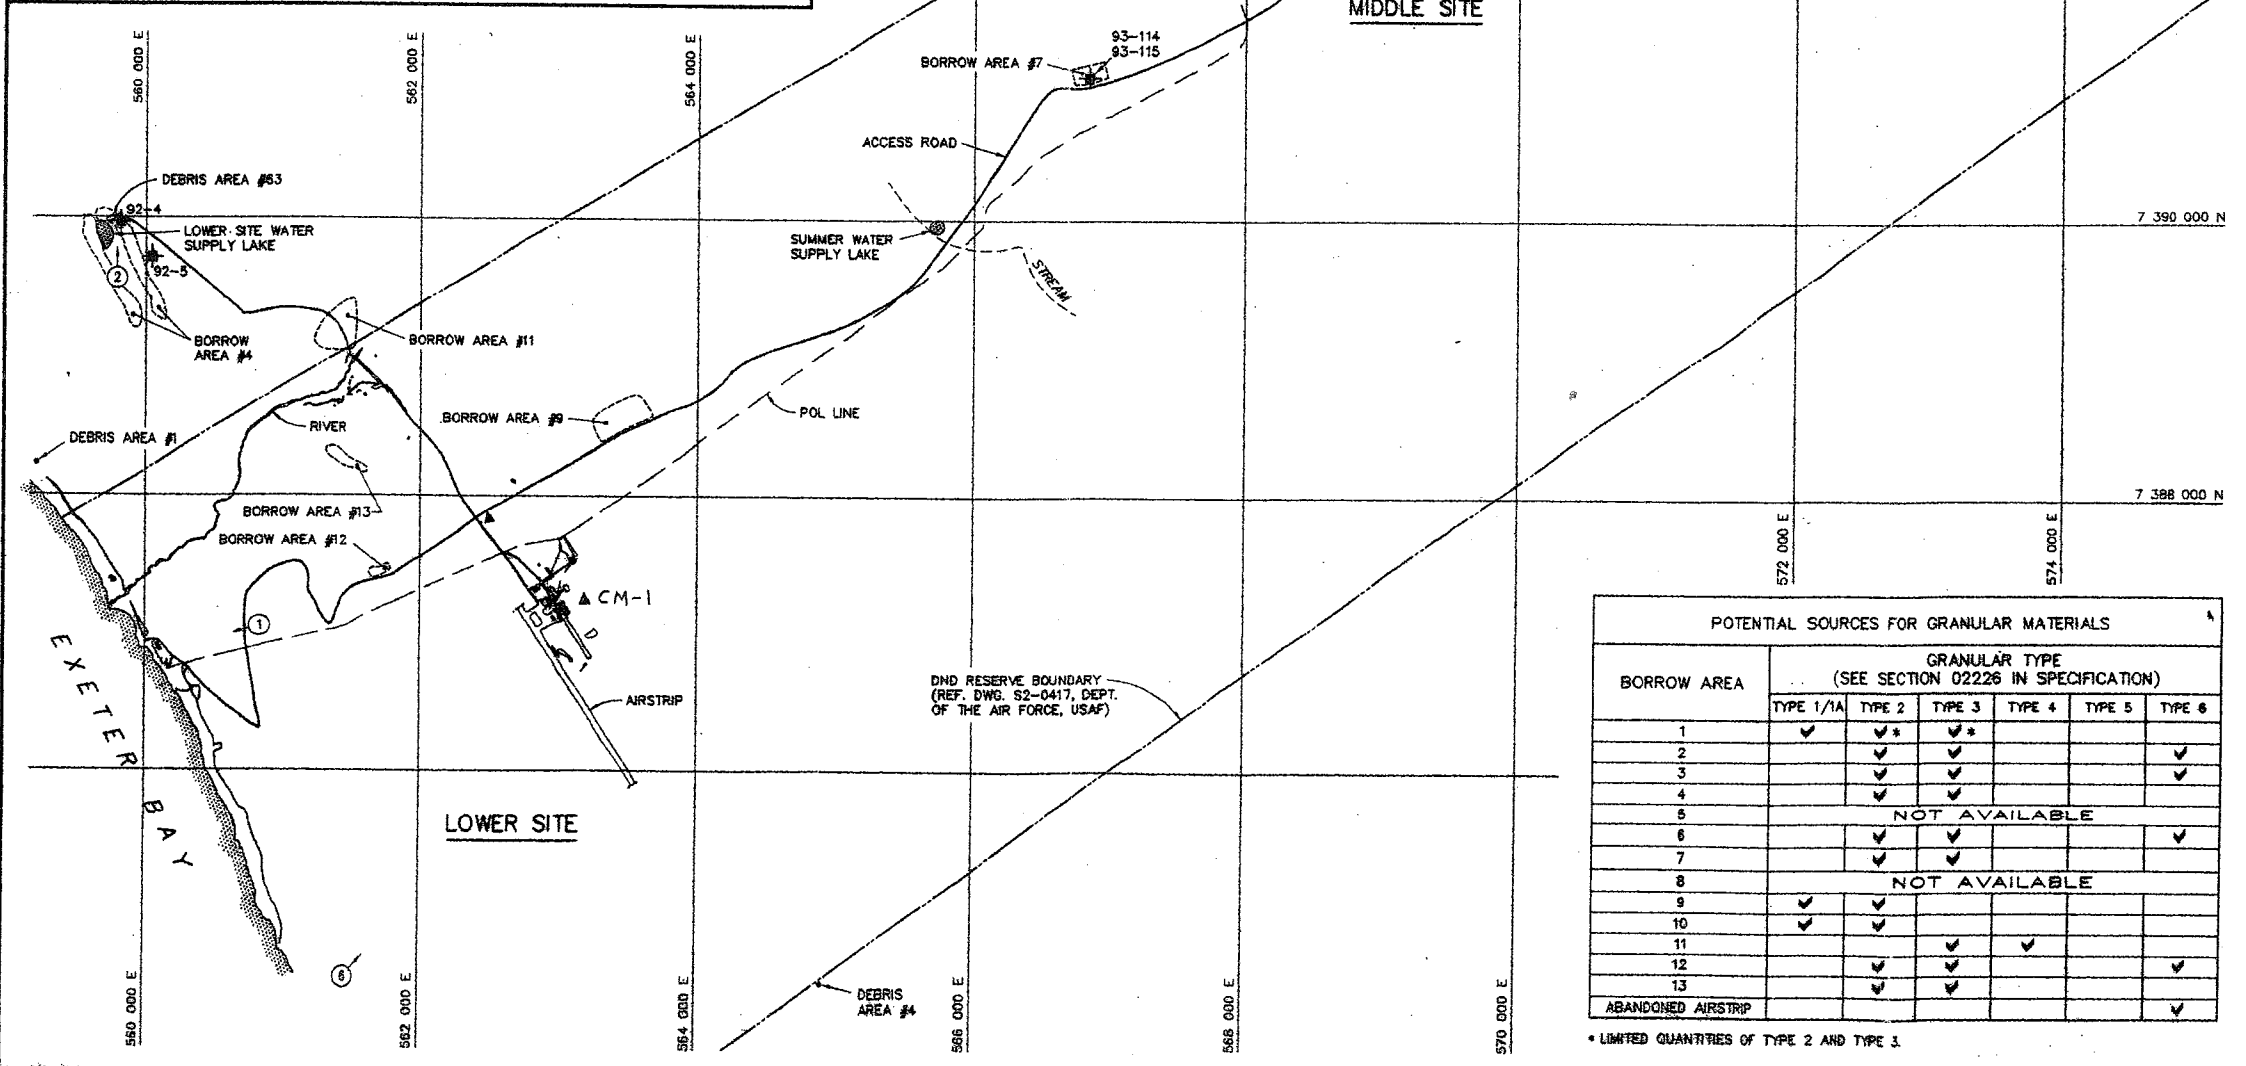 MIDDLE SITE
560 000 E
562 000 E
564 000 E
93-114
93-115
BORROW AREA #7
ACCESS ROAD
DEBRIS AREA #63
92-4
LOWER SITE WATER
SUPPLY LAKE
92-5
2
SUMMER WATER
SUPPLY LAKE
STREAM
7 390 000 N
BORROW
AREA #4
BORROW AREA #11
BORROW AREA #9
POL LINE
RIVER
DEBRIS AREA #1
BORROW AREA #13
BORROW AREA #12
7 388 000 N
572 000 E
574 000 E
CM-1
1
D
AIRSTRIP
EXETER
BAY
DND RESERVE BOUNDARY
(REF. DWG. S2-0417, DEPT.
OF THE AIR FORCE, USAF)
LOWER SITE
6
DEBRIS
AREA #4
560 000 E
562 000 E
564 000 E
566 000 E
568 000 E
570 000 E
POTENTIAL SOURCES FOR GRANULAR MATERIALS
BORROW AREA
GRANULAR TYPE
(SEE SECTION 02226 IN SPECIFICATION)
TYPE 1/1A TYPE 2 TYPE 3 TYPE 4 TYPE 5 TYPE 6
1 ✓ ✓* ✓*
2 ✓ ✓ ✓
3 ✓ ✓ ✓
4 ✓ ✓
5 NOT AVAILABLE
6 ✓ ✓ ✓
7 ✓ ✓
8 NOT AVAILABLE
9 ✓ ✓
10 ✓ ✓
11 ✓ ✓
12 ✓ ✓ ✓
13 ✓ ✓
ABANDONED AIRSTRIP ✓
* LIMITED QUANTITIES OF TYPE 2 AND TYPE 3.